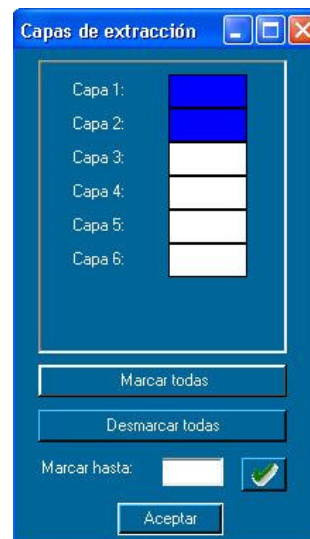 Capas de extracción
Capa 1:
Capa 2:
Capa 3:
Capa 4:
Capa 5:
Capa 6:
Marcar todas
Desmarcar todas
Marcar hasta:
Aceptar